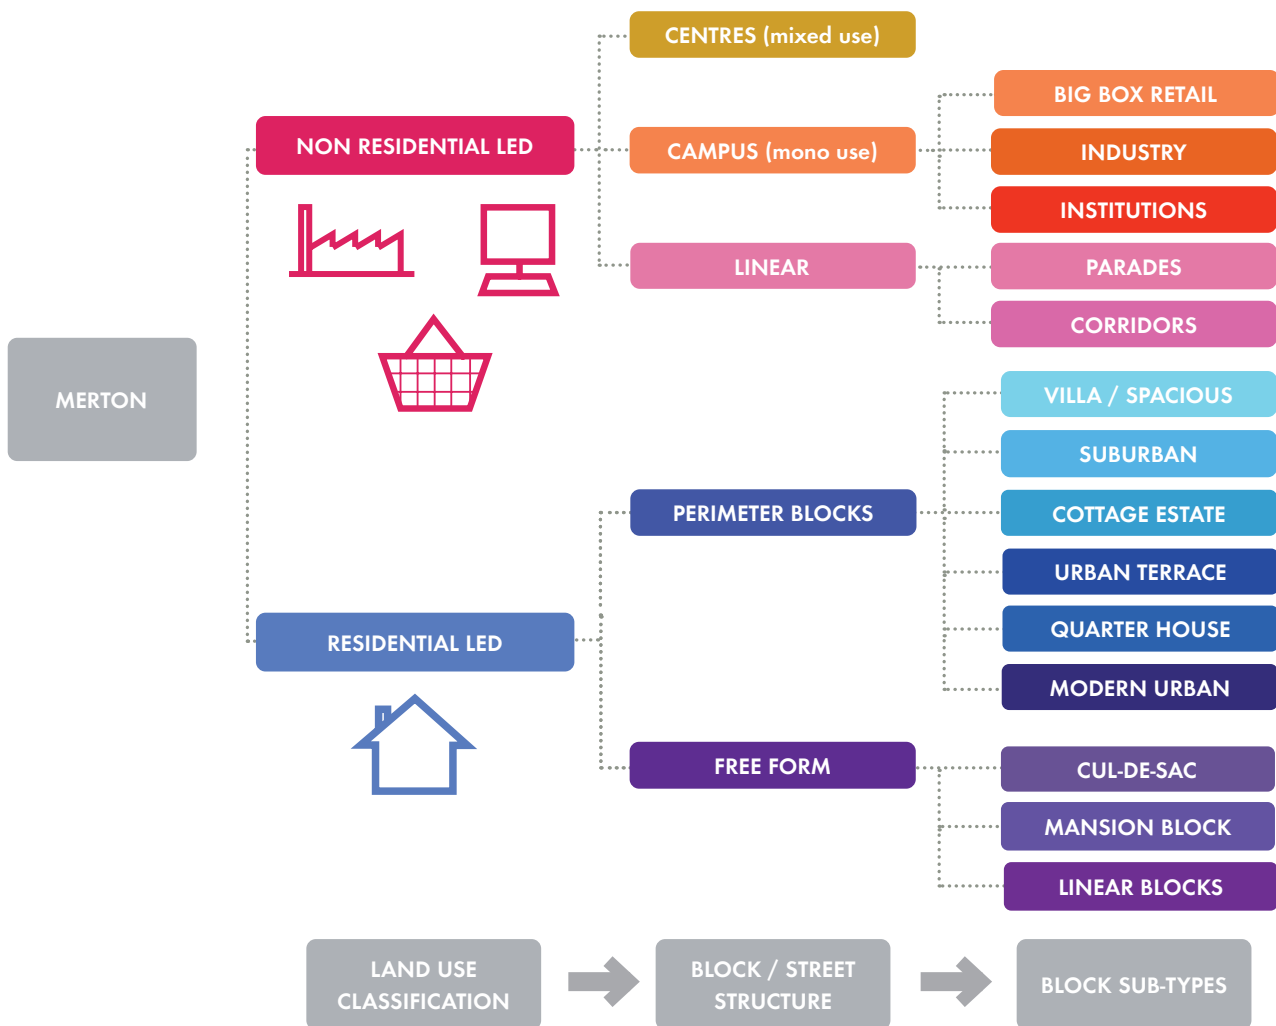 CENTRES (mixed use)
BIG BOX RETAIL
NON RESIDENTIAL LED
CAMPUS (mono use)
INDUSTRY
INSTITUTIONS
LINEAR
PARADES
CORRIDORS
MERTON
VILLA / SPACIOUS
SUBURBAN
PERIMETER BLOCKS
COTTAGE ESTATE
URBAN TERRACE
RESIDENTIAL LED
QUARTER HOUSE
MODERN URBAN
FREE FORM
CUL-DE-SAC
MANSION BLOCK
LINEAR BLOCKS
LAND USE
CLASSIFICATION
BLOCK / STREET
STRUCTURE
BLOCK SUB-TYPES